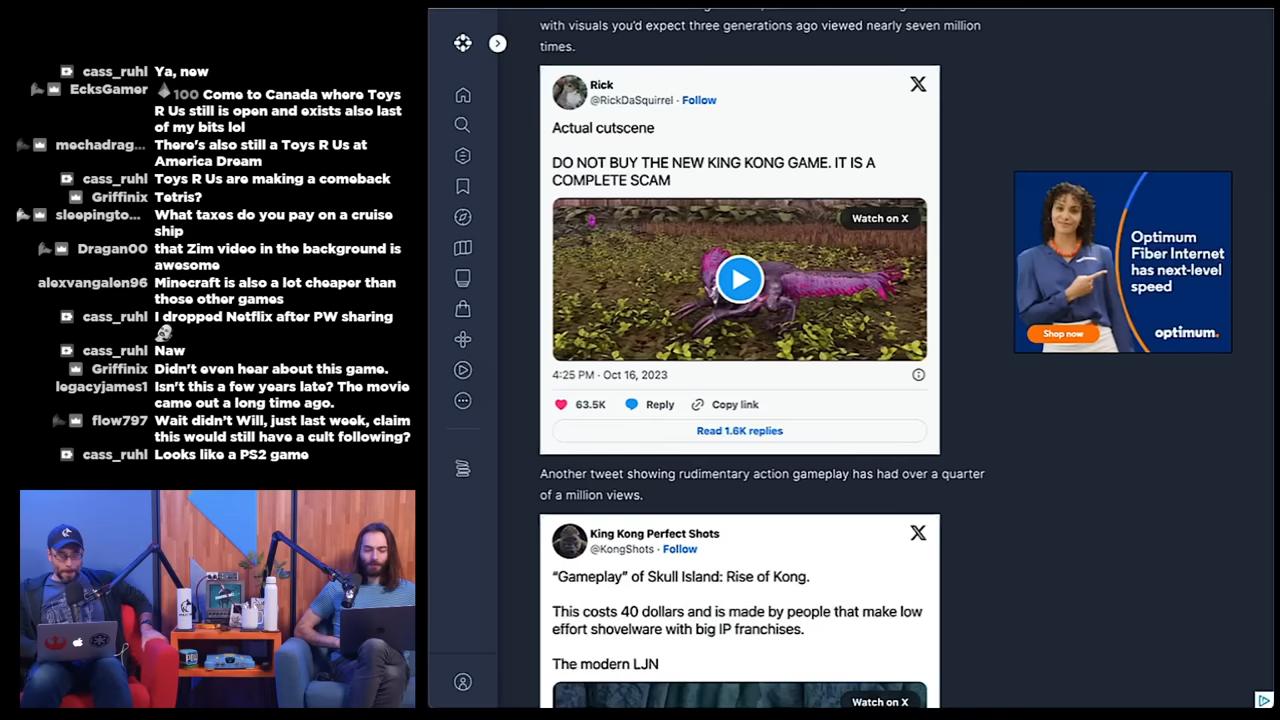 cass_ruhl Ya, new
EcksGamer 100 Come to Canada where Toys
R Us still is open and exists also last
of my bits lol
mechadrag... There's also still a Toys R Us at
America Dream
cass_ruhl Toys R Us are making a comeback
Griffinix Tetris?
sleepingto... What taxes do you pay on a cruise
ship
Dragan00 that Zim video in the background is
awesome
alexvangalen96 Minecraft is also a lot cheaper than
those other games
cass_ruhl I dropped Netflix after PW sharing
cass_ruhl Naw
Griffinix Didn't even hear about this game.
legacyjames1 Isn't this a few years late? The movie
came out a long time ago.
flow797 Wait didn't Will, just last week, claim
this would still have a cult following?
cass_ruhl Looks like a PS2 game
with visuals you'd expect three generations ago viewed nearly seven million
times.
Rick
@RickDaSquirrel · Follow
Actual cutscene
DO NOT BUY THE NEW KING KONG GAME. IT IS A
COMPLETE SCAM
Watch on X
4:25 PM · Oct 16, 2023
63.5K Reply Copy link
Read 1.6K replies
Another tweet showing rudimentary action gameplay has had over a quarter
of a million views.
King Kong Perfect Shots
@KongShots · Follow
“Gameplay” of Skull Island: Rise of Kong.
This costs 40 dollars and is made by people that make low
effort shovelware with big IP franchises.
The modern LJN
Watch on X
Optimum
Fiber Internet
has next-level
speed
Shop now
optimum.